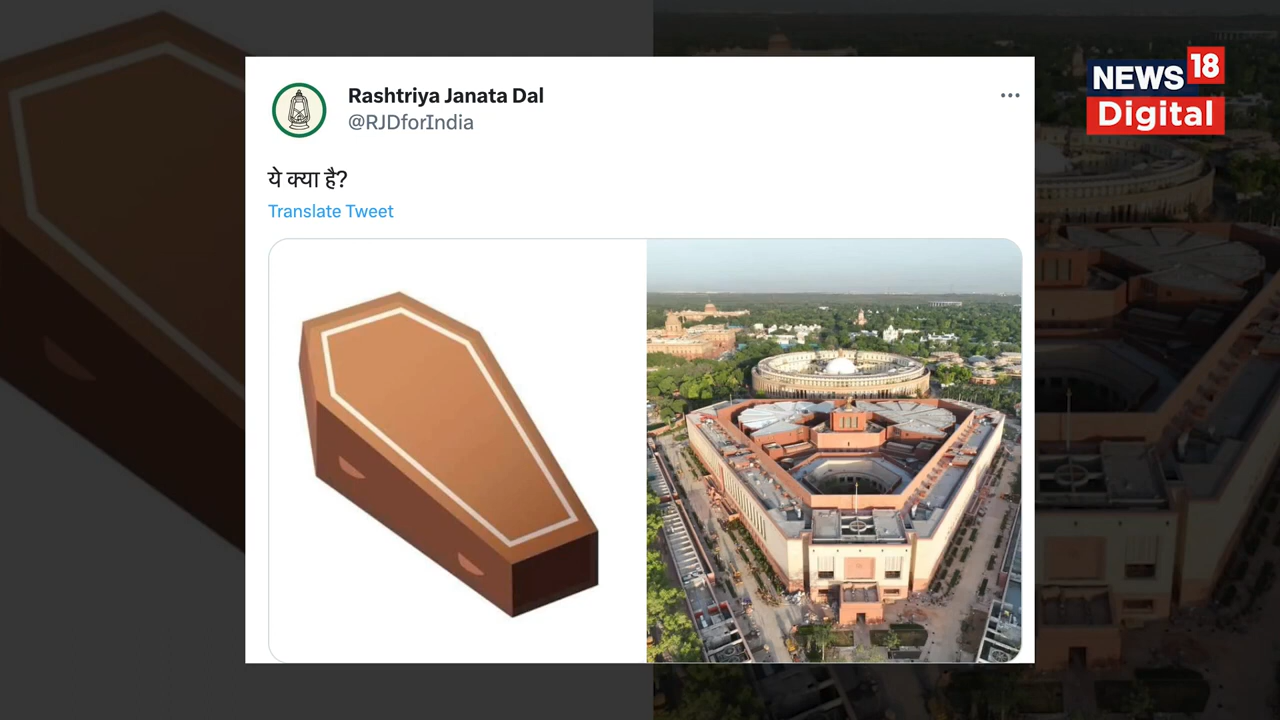 NEWS 18
Digital
Rashtriya Janata Dal
@RJDforIndia
ये क्या है?
Translate Tweet